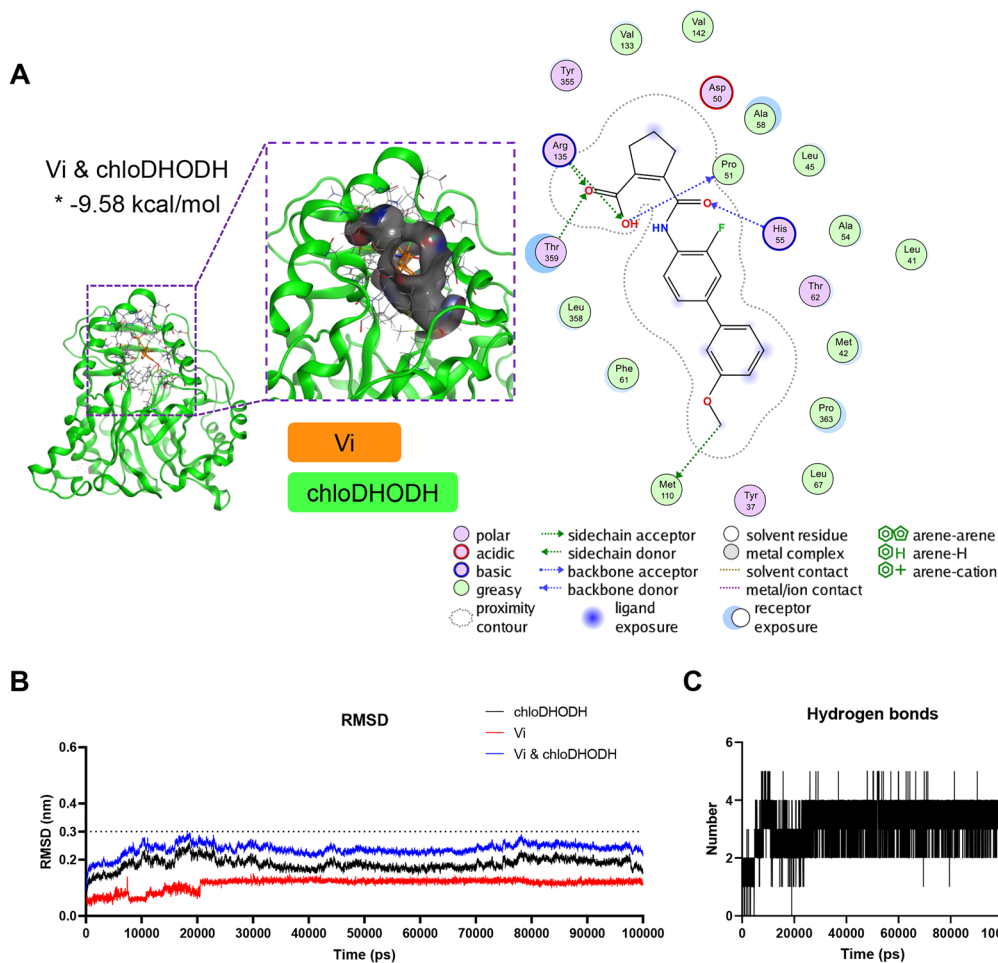 A
Vi & chloDHODH
* -9.58 kcal/mol
Vi
chloDHODH
Val
133
Val
142
Tyr
355
Asp
50
Ala
58
Arg
135
Pro
51
Leu
45
O
OH
O
HN
F
His
55
Ala
54
Leu
41
Thr
359
Thr
62
Leu
358
Met
42
Phe
61
O
Pro
363
Met
110
Tyr
37
Leu
67
polar
acidic
basic
greasy
proximity
contour
sidechain acceptor
sidechain donor
backbone acceptor
backbone donor
ligand
exposure
solvent residue
metal complex
solvent contact
metal/ion contact
receptor
exposure
arene-arene
H arene-H
+ arene-cation
B
RMSD
chloDHODH
Vi
Vi & chloDHODH
RMSD (nm)
0.6
0.4
0.3
0.2
0.0
0 10000 20000 30000 40000 50000 60000 70000 80000 90000 100000
Time (ps)
C
Hydrogen bonds
Number
6
4
2
0
0 20000 40000 60000 80000 100
Time (ps)